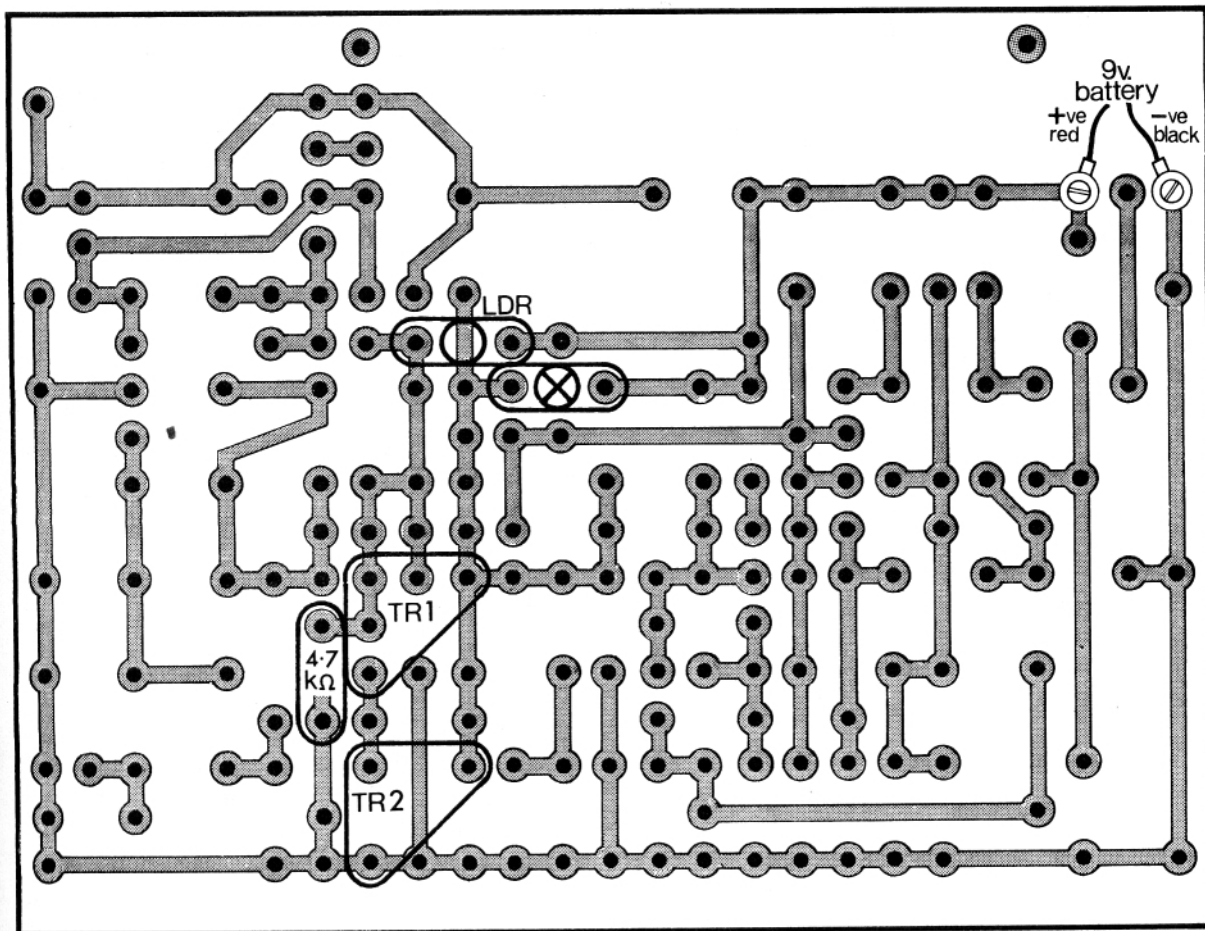 9v.
battery
+ve
red
-ve
black
LDR
TR1
4·7
kΩ
TR2